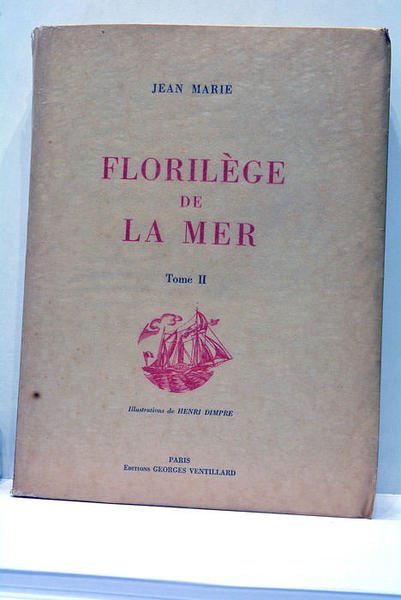 JEAN MARIE
FLORILÈGE
DE
LA MER
Tome II
Illustrations de HENRI DIMPRE
PARIS
Editions GEORGES VENTILLARD